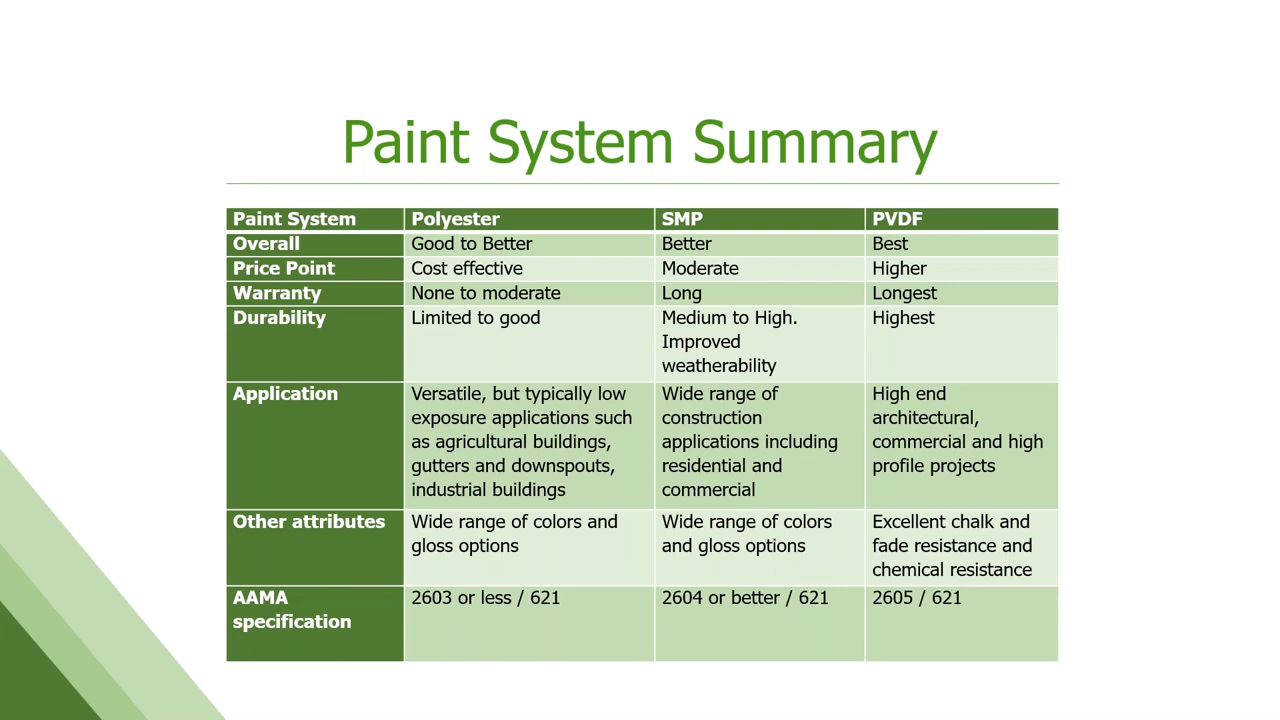 Paint System Summary
Paint System Polyester SMP PVDF
Overall Good to Better Better Best
Price Point Cost effective Moderate Higher
Warranty None to moderate Long Longest
Durability Limited to good Medium to High. Highest
Improved
weatherability
Application Versatile, but typically low Wide range of High end
exposure applications such construction architectural,
as agricultural buildings, applications including commercial and high
gutters and downspouts, residential and profile projects
industrial buildings commercial
Other attributes Wide range of colors and Wide range of colors Excellent chalk and
gloss options and gloss options fade resistance and
chemical resistance
AAMA 2603 or less / 621 2604 or better / 621 2605 / 621
specification